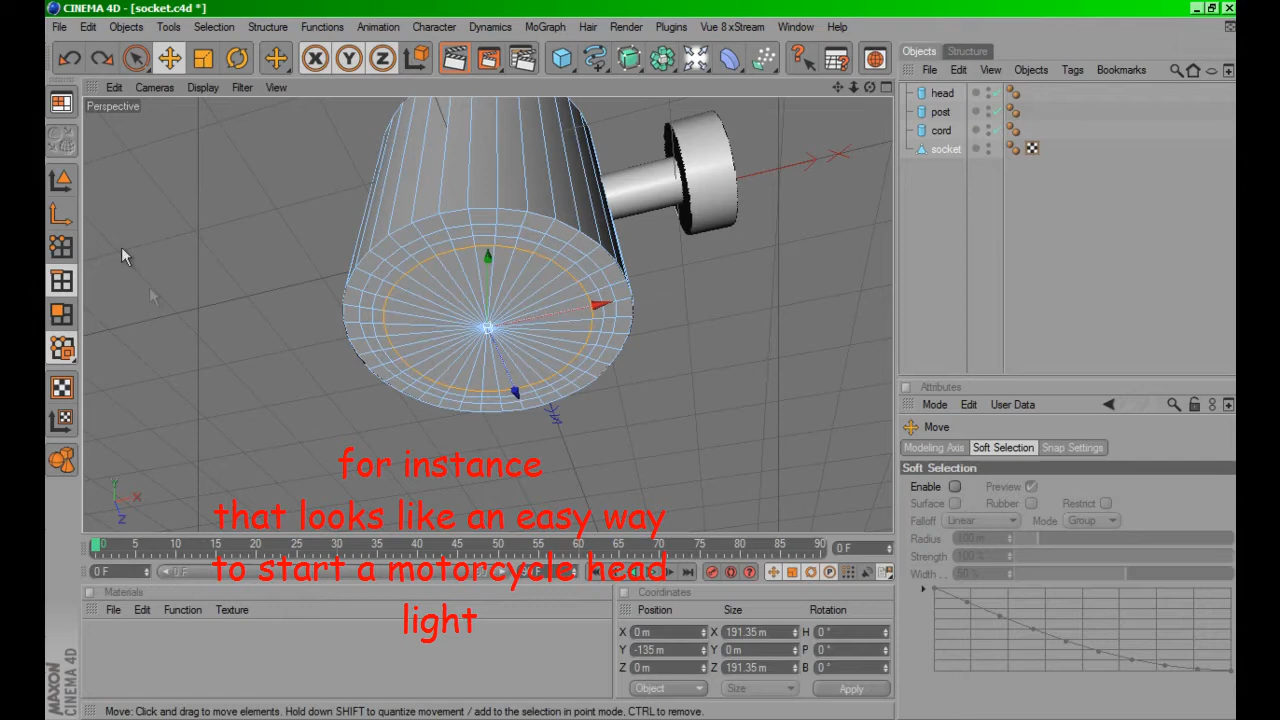 CINEMA 4D - [socket.c4d *]
File Edit Objects Tools Selection Structure Functions Animation Character Dynamics MoGraph Hair Render Plugins Vue 8 xStream Window Help
X Y Z
Edit Cameras Display Filter View
Perspective
Objects Structure
File Edit View Objects Tags Bookmarks
head
post
cord
socket
for instance
that looks like an easy way
to start a motorcycle head
light
Y
X
Z
Attributes
Mode Edit User Data
Move
Modeling Axis Soft Selection Snap Settings
Soft Selection
Enable Preview
Surface Rubber Restrict
Falloff Linear Mode Group
Radius 100 m
Strength 100 %
Width . . 50 %
0 5 10 15 20 25 30 35 40 45 50 55 60 65 70 75 80 85 90 0 F
0 F 0 F 90 F
Materials
File Edit Function Texture
Coordinates
Position Size Rotation
X 0 m X 191.35 m H 0 °
Y -135 m Y 0 m P 0 °
Z 0 m Z 191.35 m B 0 °
Object Size Apply
MAXON
CINEMA 4D
Move: Click and drag to move elements. Hold down SHIFT to quantize movement / add to the selection in point mode, CTRL to remove.